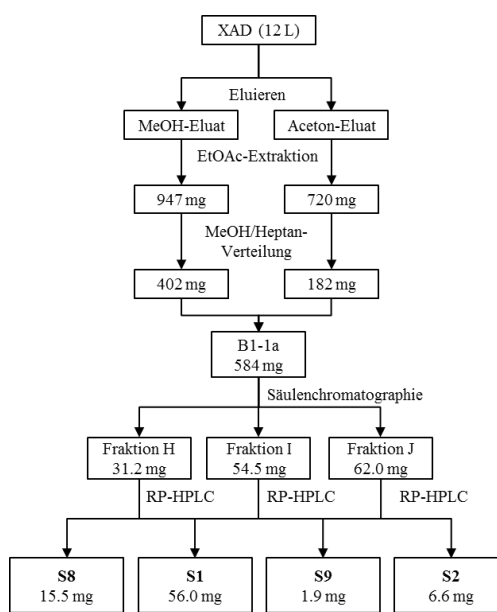 XAD (12 L)
Eluieren
MeOH-Eluat
Aceton-Eluat
EtOAc-Extraktion
947 mg
720 mg
MeOH/Heptan-
Verteilung
402 mg
182 mg
B1-1a
584 mg
Säulenchromatographie
Fraktion H
31.2 mg
Fraktion I
54.5 mg
Fraktion J
62.0 mg
RP-HPLC
RP-HPLC
RP-HPLC
S8
15.5 mg
S1
56.0 mg
S9
1.9 mg
S2
6.6 mg